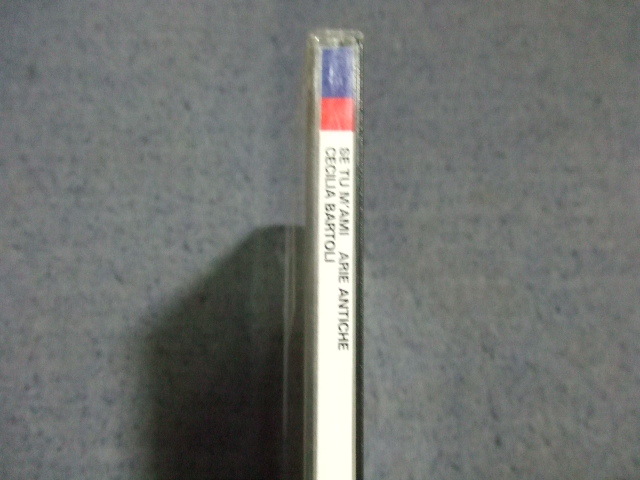 SE TU M'AMI ARIE ANTICHE
CECILIA BARTOLI